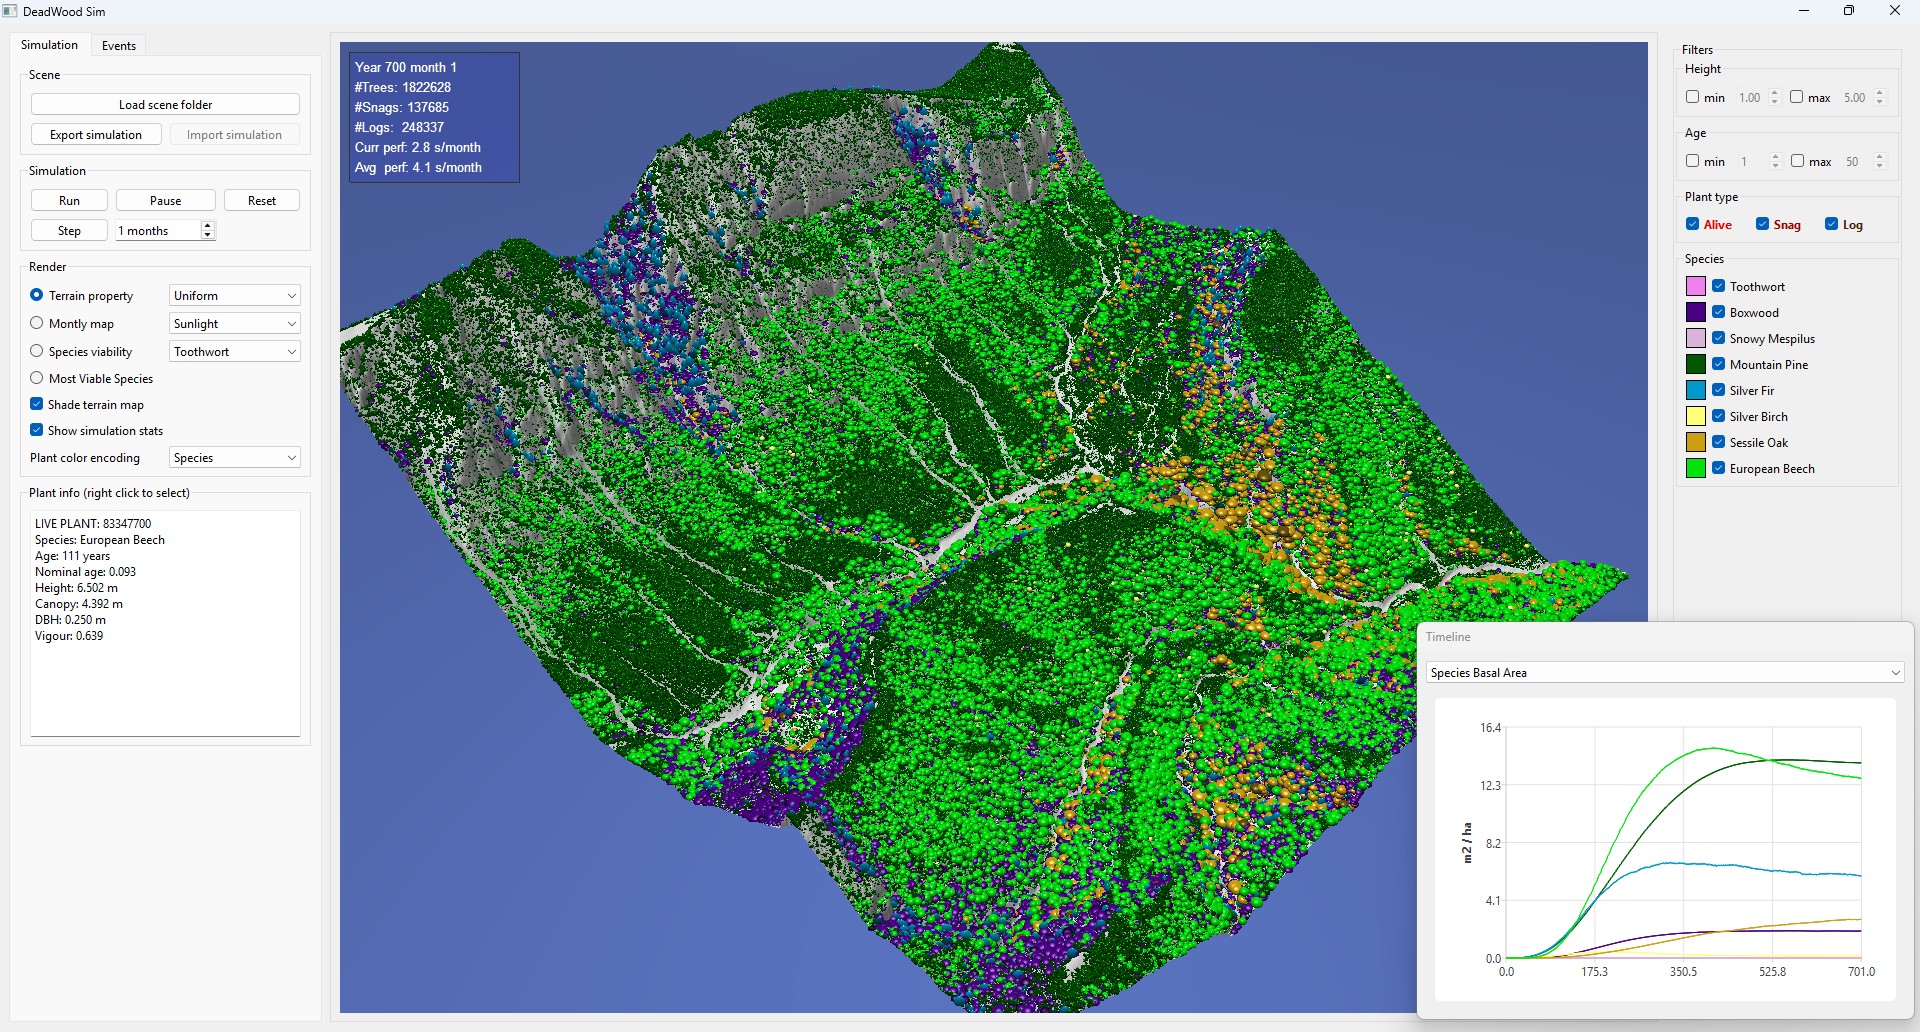 DeadWood Sim
Simulation
Events
Scene
Load scene folder
Export simulation
Import simulation
Simulation
Run
Pause
Reset
Step
1 months
Render
Terrain property
Uniform
Montly map
Sunlight
Species viability
Toothwort
Most Viable Species
Shade terrain map
Show simulation stats
Plant color encoding
Species
Plant info (right click to select)
LIVE PLANT: 83347700
Species: European Beech
Age: 111 years
Nominal age: 0.093
Height: 6.502 m
Canopy: 4.392 m
DBH: 0.250 m
Vigour: 0.639
Year 700 month 1
#Trees: 1822628
#Snags: 137685
#Logs: 248337
Curr perf: 2.8 s/month
Avg perf: 4.1 s/month
Filters
Height
min 1.00
max 5.00
Age
min 1
max 50
Plant type
Alive
Snag
Log
Species
Toothwort
Boxwood
Snowy Mespilus
Mountain Pine
Silver Fir
Silver Birch
Sessile Oak
European Beech
Timeline
Species Basal Area
m2 / ha
16.4
12.3
8.2
4.1
0.0
0.0 175.3 350.5 525.8 701.0